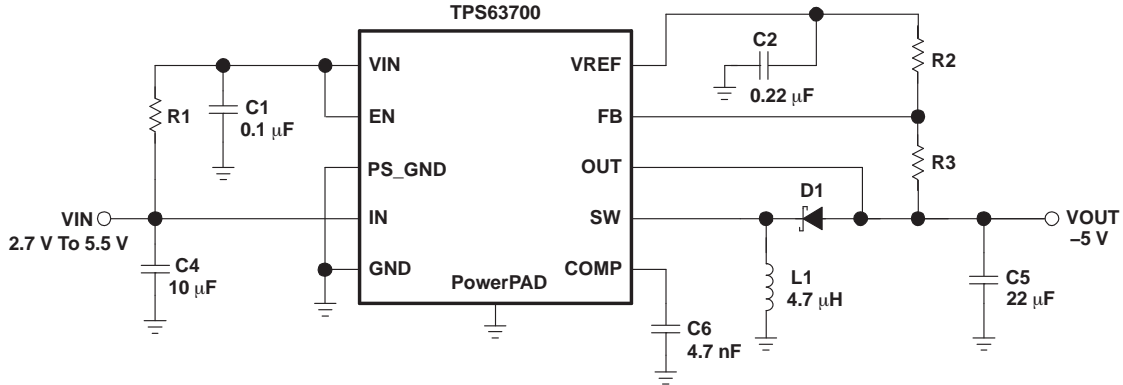 TPS63700
VIN
EN
PS_GND
IN
GND
PowerPAD
VREF
FB
OUT
SW
COMP
R1
C1
0.1 µF
VIN
2.7 V To 5.5 V
C4
10 µF
C2
0.22 µF
R2
R3
D1
L1
4.7 µH
C6
4.7 nF
C5
22 µF
VOUT
–5 V